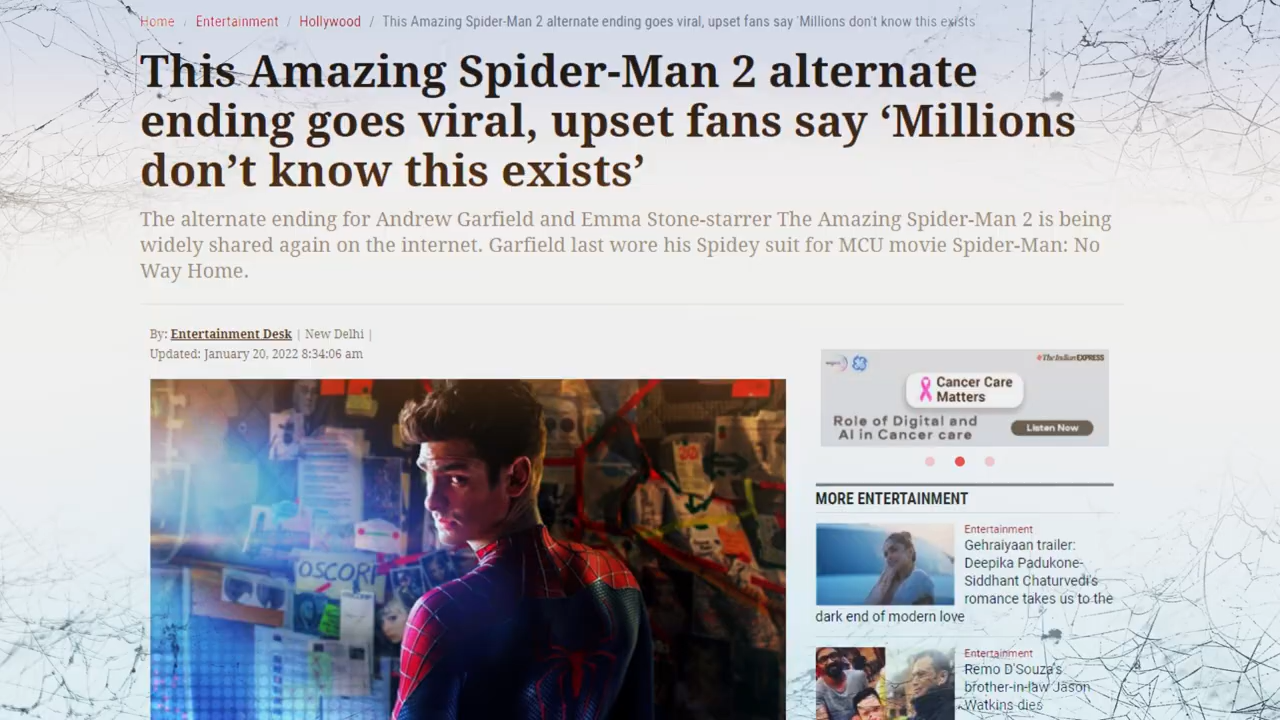 Home / Entertainment / Hollywood / This Amazing Spider-Man 2 alternate ending goes viral, upset fans say 'Millions don't know this exists'
This Amazing Spider-Man 2 alternate
ending goes viral, upset fans say ‘Millions
don’t know this exists’
The alternate ending for Andrew Garfield and Emma Stone-starrer The Amazing Spider-Man 2 is being
widely shared again on the internet. Garfield last wore his Spidey suit for MCU movie Spider-Man: No
Way Home.
By: Entertainment Desk | New Delhi |
Updated: January 20, 2022 8:34:06 am
The Indian EXPRESS
Cancer Care
Matters
Role of Digital and
AI in Cancer care
Listen Now
MORE ENTERTAINMENT
Entertainment
Gehraiyaan trailer:
Deepika Padukone-
Siddhant Chaturvedi's
romance takes us to the
dark end of modern love
Entertainment
Remo D'Souza's
brother-in-law Jason
Watkins dies
OSCORP